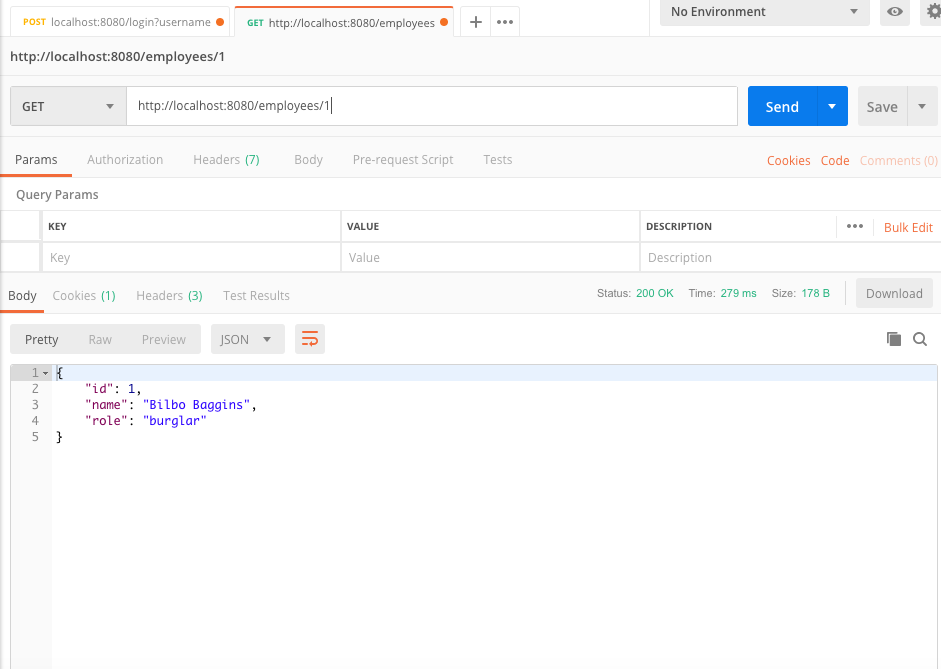 POST localhost:8080/login?username
GET http://localhost:8080/employees
+ •••
No Environment
http://localhost:8080/employees/1
GET http://localhost:8080/employees/1 Send Save
Params Authorization Headers (7) Body Pre-request Script Tests Cookies Code Comments (0)
Query Params
KEY VALUE DESCRIPTION ••• Bulk Edit
Key Value Description
Body Cookies (1) Headers (3) Test Results Status: 200 OK Time: 279 ms Size: 178 B Download
Pretty Raw Preview JSON
1 {
2 "id": 1,
3 "name": "Bilbo Baggins",
4 "role": "burglar"
5 }